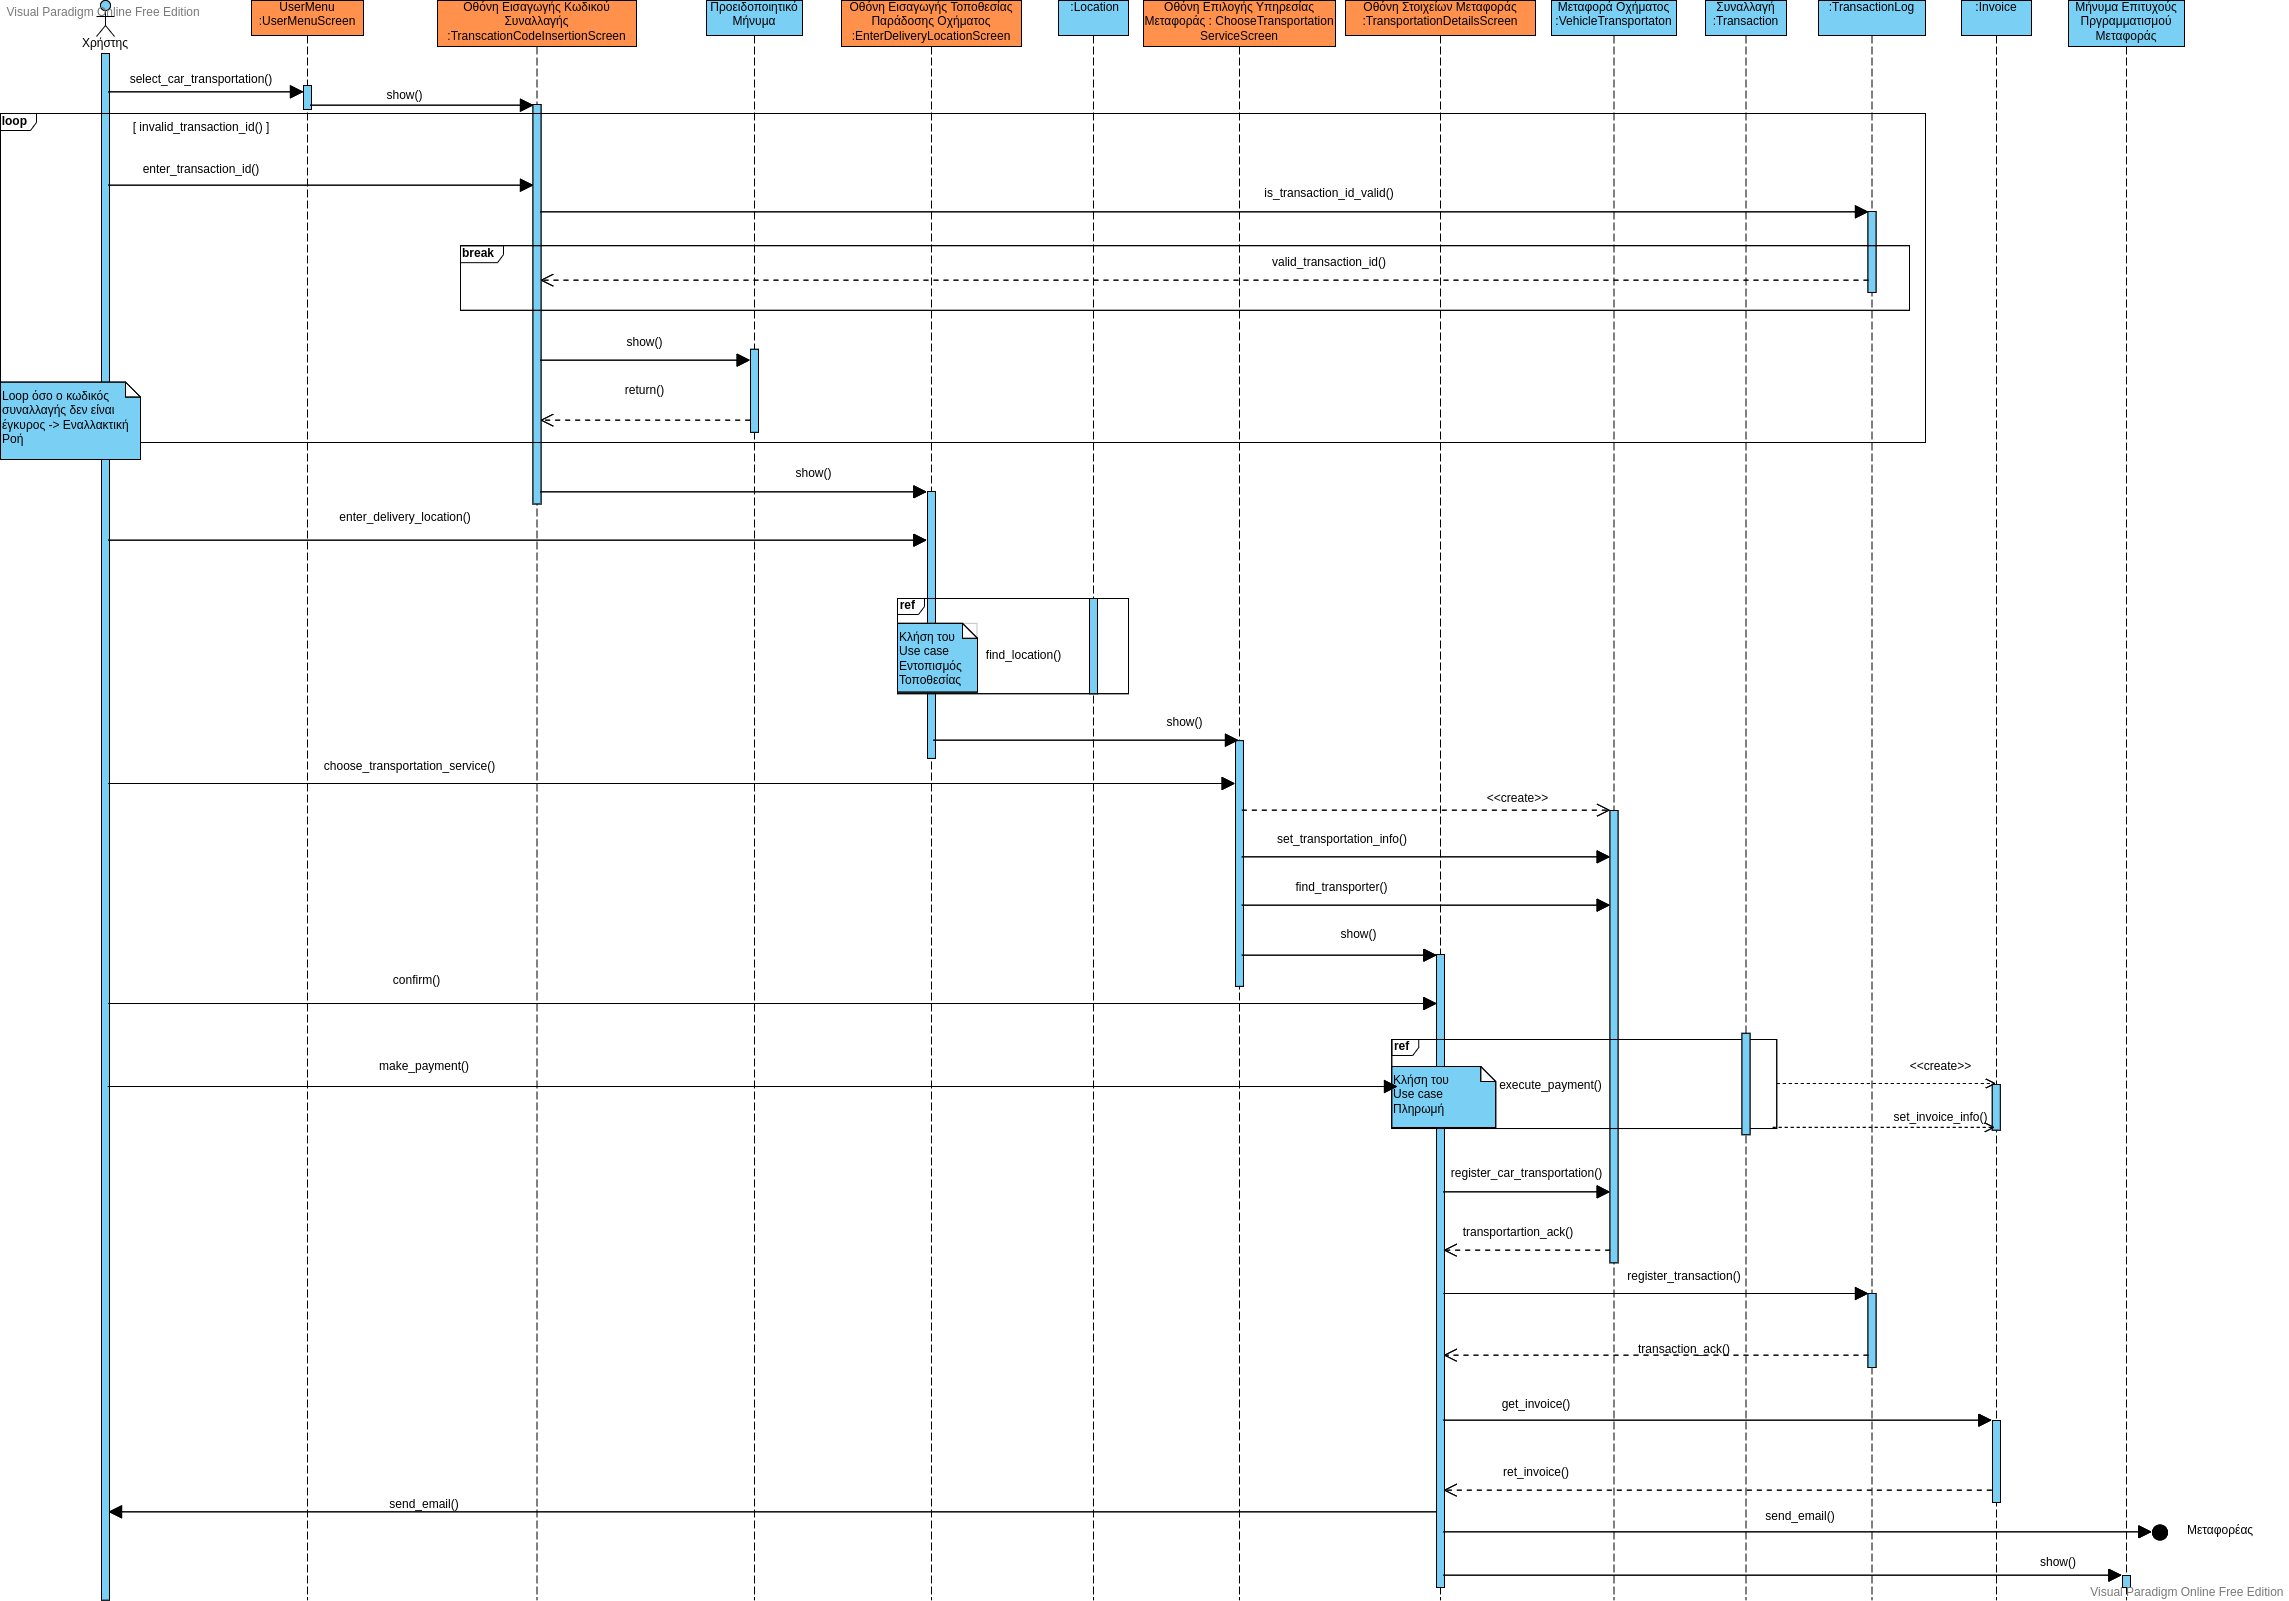 Visual Paradigm Online Free Edition
Χρήστης
UserMenu
:UserMenuScreen
Οθόνη Εισαγωγής Κωδικού
Συναλλαγής
:TranscationCodeInsertionScreen
Προειδοποιητικό
Μήνυμα
Οθόνη Εισαγωγής Τοποθεσίας
Παράδοσης Οχήματος
:EnterDeliveryLocationScreen
:Location
Οθόνη Επιλογής Υπηρεσίας
Μεταφοράς : ChooseTransportation
ServiceScreen
Οθόνη Στοιχείων Μεταφοράς
:TransportationDetailsScreen
Μεταφορά Οχήματος
:VehicleTransportaton
Συναλλαγή
:Transaction
:TransactionLog
:Invoice
Μήνυμα Επιτυχούς
Πργραμματισμού
Μεταφοράς
select_car_transportation()
show()
loop
[ invalid_transaction_id() ]
enter_transaction_id()
is_transaction_id_valid()
break
valid_transaction_id()
show()
return()
Loop όσο ο κωδικός
συναλλαγής δεν είναι
έγκυρος -> Εναλλακτική
Ροή
show()
enter_delivery_location()
ref
Κλήση του
Use case
Εντοπισμός
Τοποθεσίας
find_location()
show()
choose_transportation_service()
<<create>>
set_transportation_info()
find_transporter()
show()
confirm()
ref
make_payment()
Κλήση του
Use case
Πληρωμή
execute_payment()
<<create>>
set_invoice_info()
register_car_transportation()
transportartion_ack()
register_transaction()
transaction_ack()
get_invoice()
ret_invoice()
send_email()
send_email()
Μεταφορέας
show()
Visual Paradigm Online Free Edition